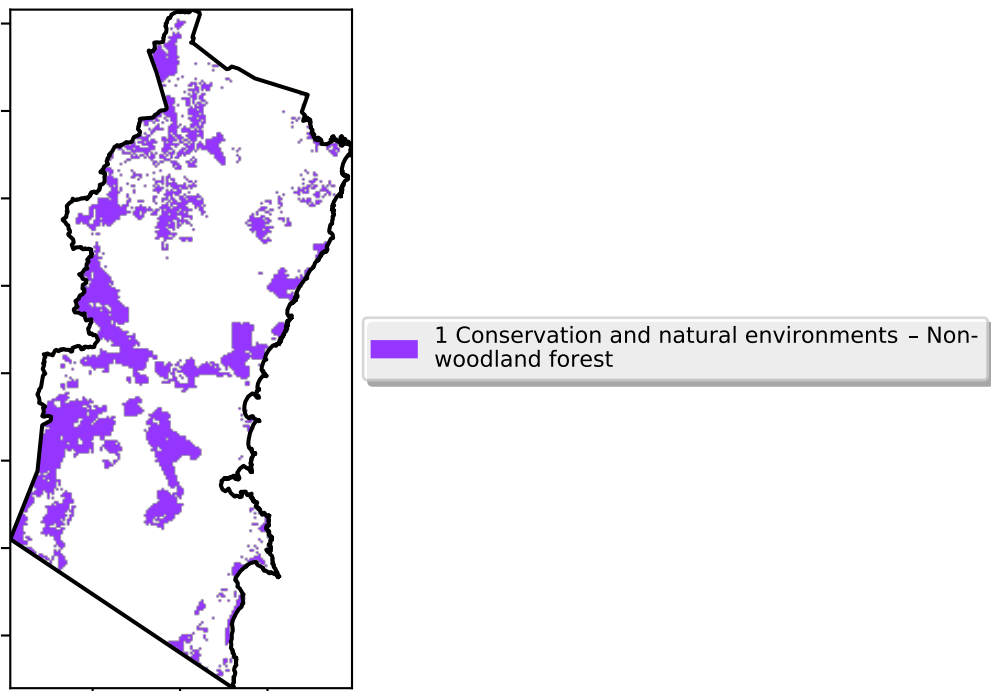 1 Conservation and natural environments – Non-
woodland forest